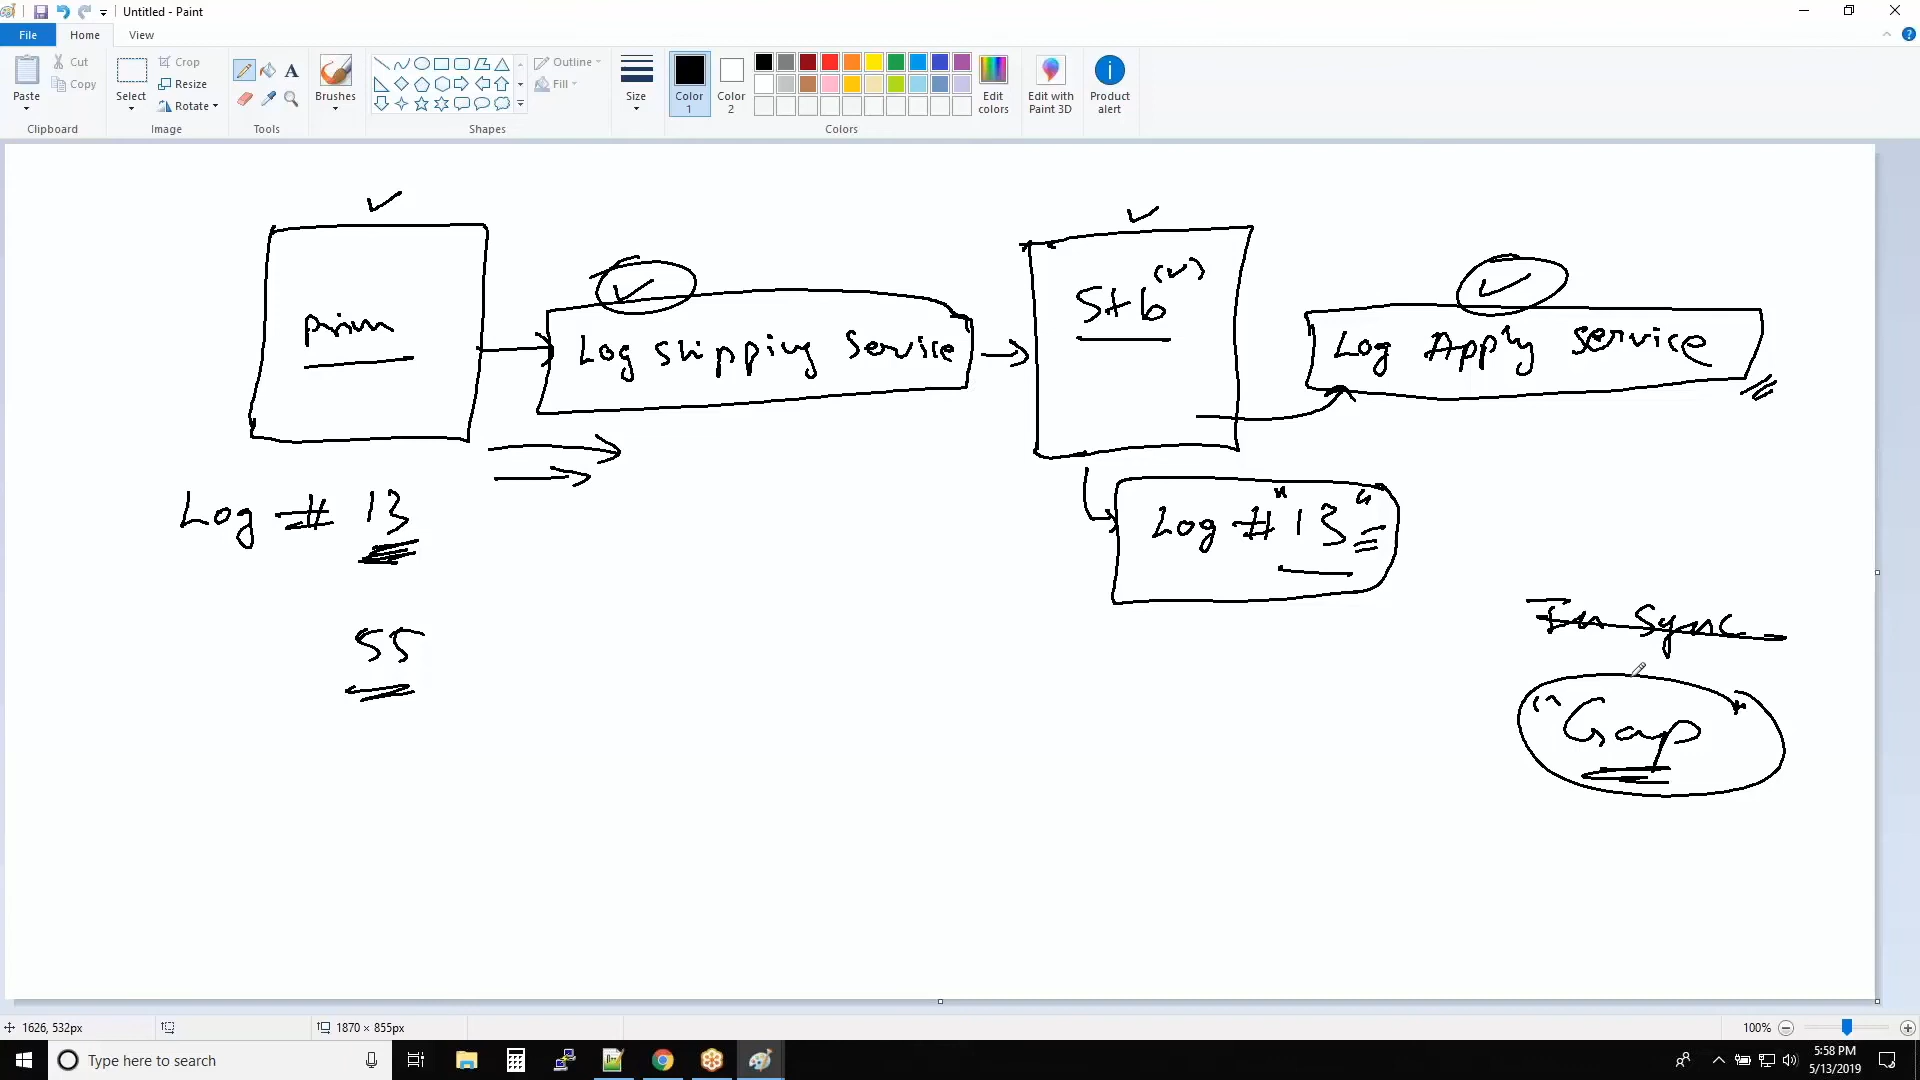 Untitled - Paint
File
Home
View
Paste
Cut
Copy
Clipboard
Select
Crop
Resize
Rotate
Image
A
Tools
Brushes
Shapes
Outline
Fill
Size
Color 1
Color 2
Colors
Edit colors
Edit with Paint 3D
Product alert
prim
Log Shipping Service
Stb
Log Apply Service
Log # 13
Log # "13"
55
In Sync
"Gap"
1626, 532px
1870 × 855px
100%
Type here to search
5:58 PM
5/13/2019